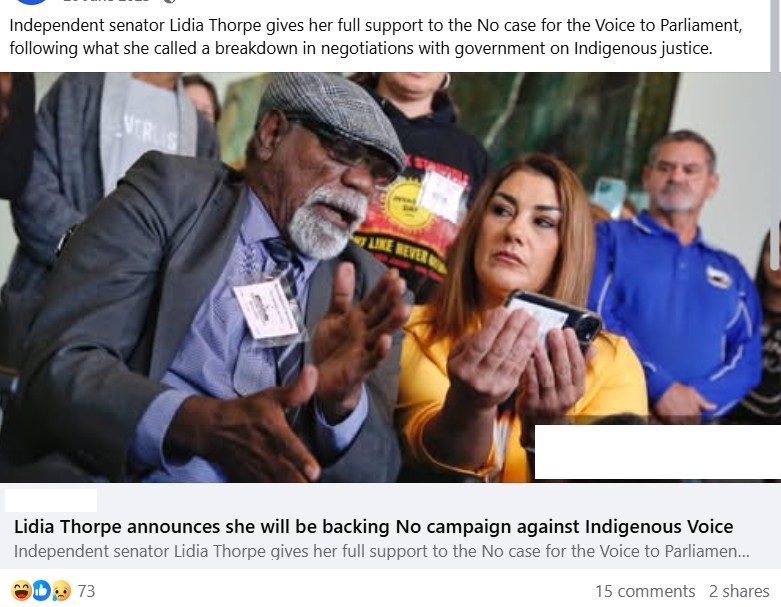 Independent senator Lidia Thorpe gives her full support to the No case for the Voice to Parliament,
following what she called a breakdown in negotiations with government on Indigenous justice.
LIKE NEVER
Lidia Thorpe announces she will be backing No campaign against Indigenous Voice
Independent senator Lidia Thorpe gives her full support to the No case for the Voice to Parliamen...
73
15 comments 2 shares